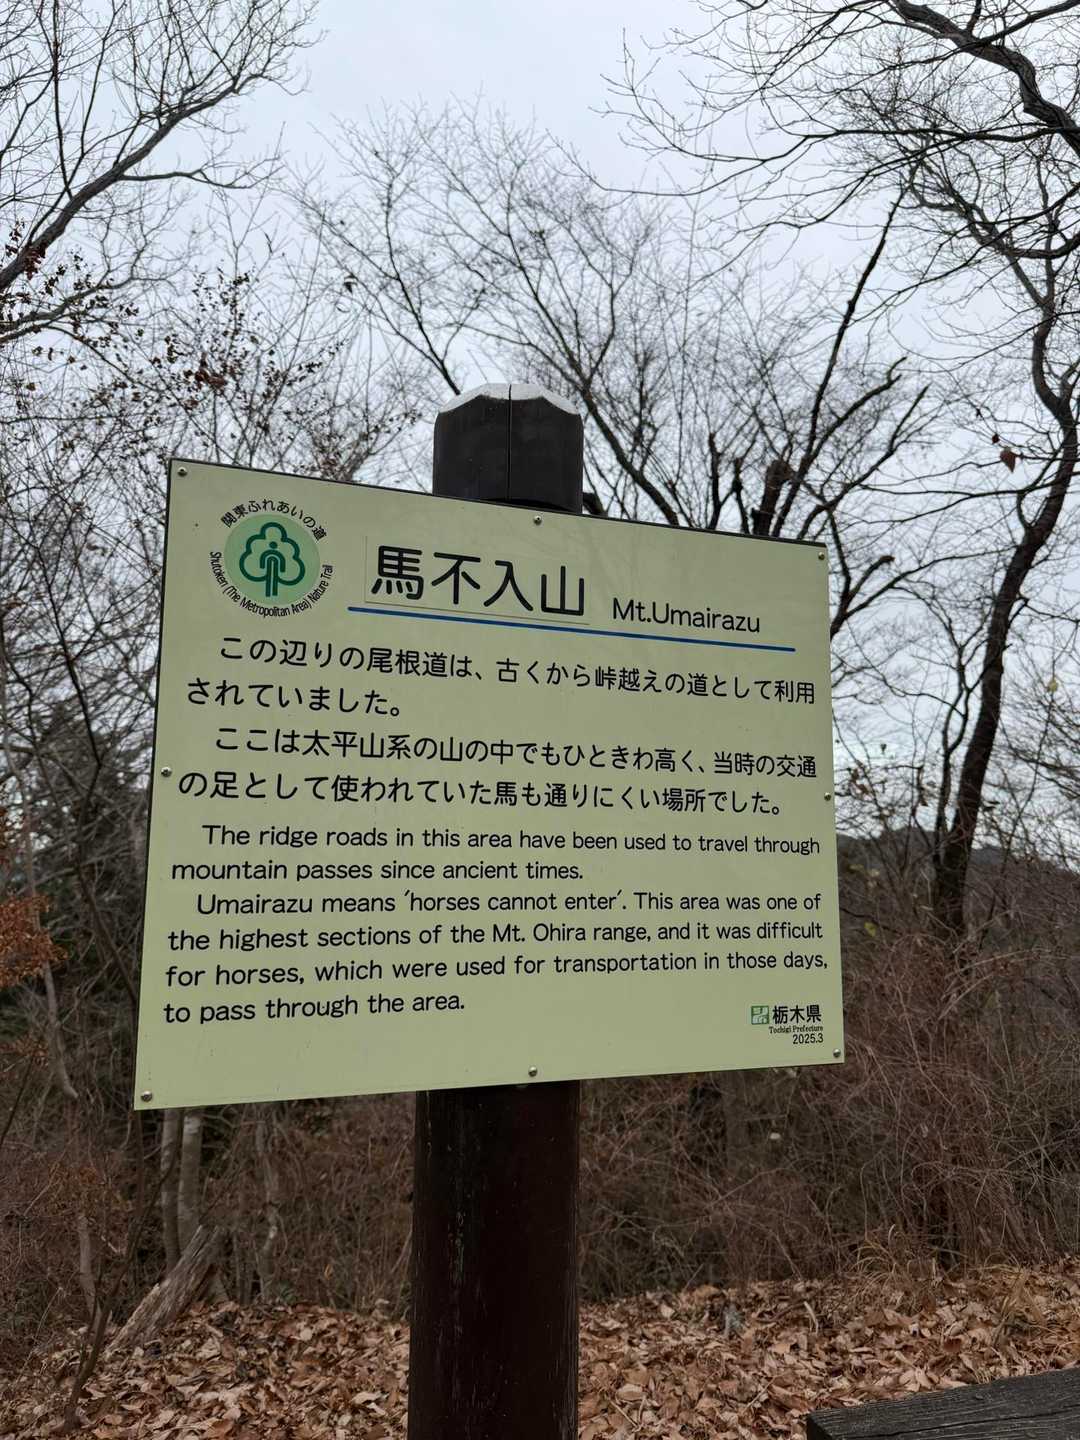 関東ふれあいの道
Shutoken (The Metropolitan Area) Nature Trail
馬不入山 Mt.Umairazu
この辺りの尾根道は、古くから峠越えの道として利用
されていました。
ここは太平山系の山の中でもひときわ高く、当時の交通
の足として使われていた馬も通りにくい場所でした。
The ridge roads in this area have been used to travel through
mountain passes since ancient times.
Umairazu means 'horses cannot enter'. This area was one of
the highest sections of the Mt. Ohira range, and it was difficult
for horses, which were used for transportation in those days,
to pass through the area.
栃木県
Tochigi Prefecture
2025.3